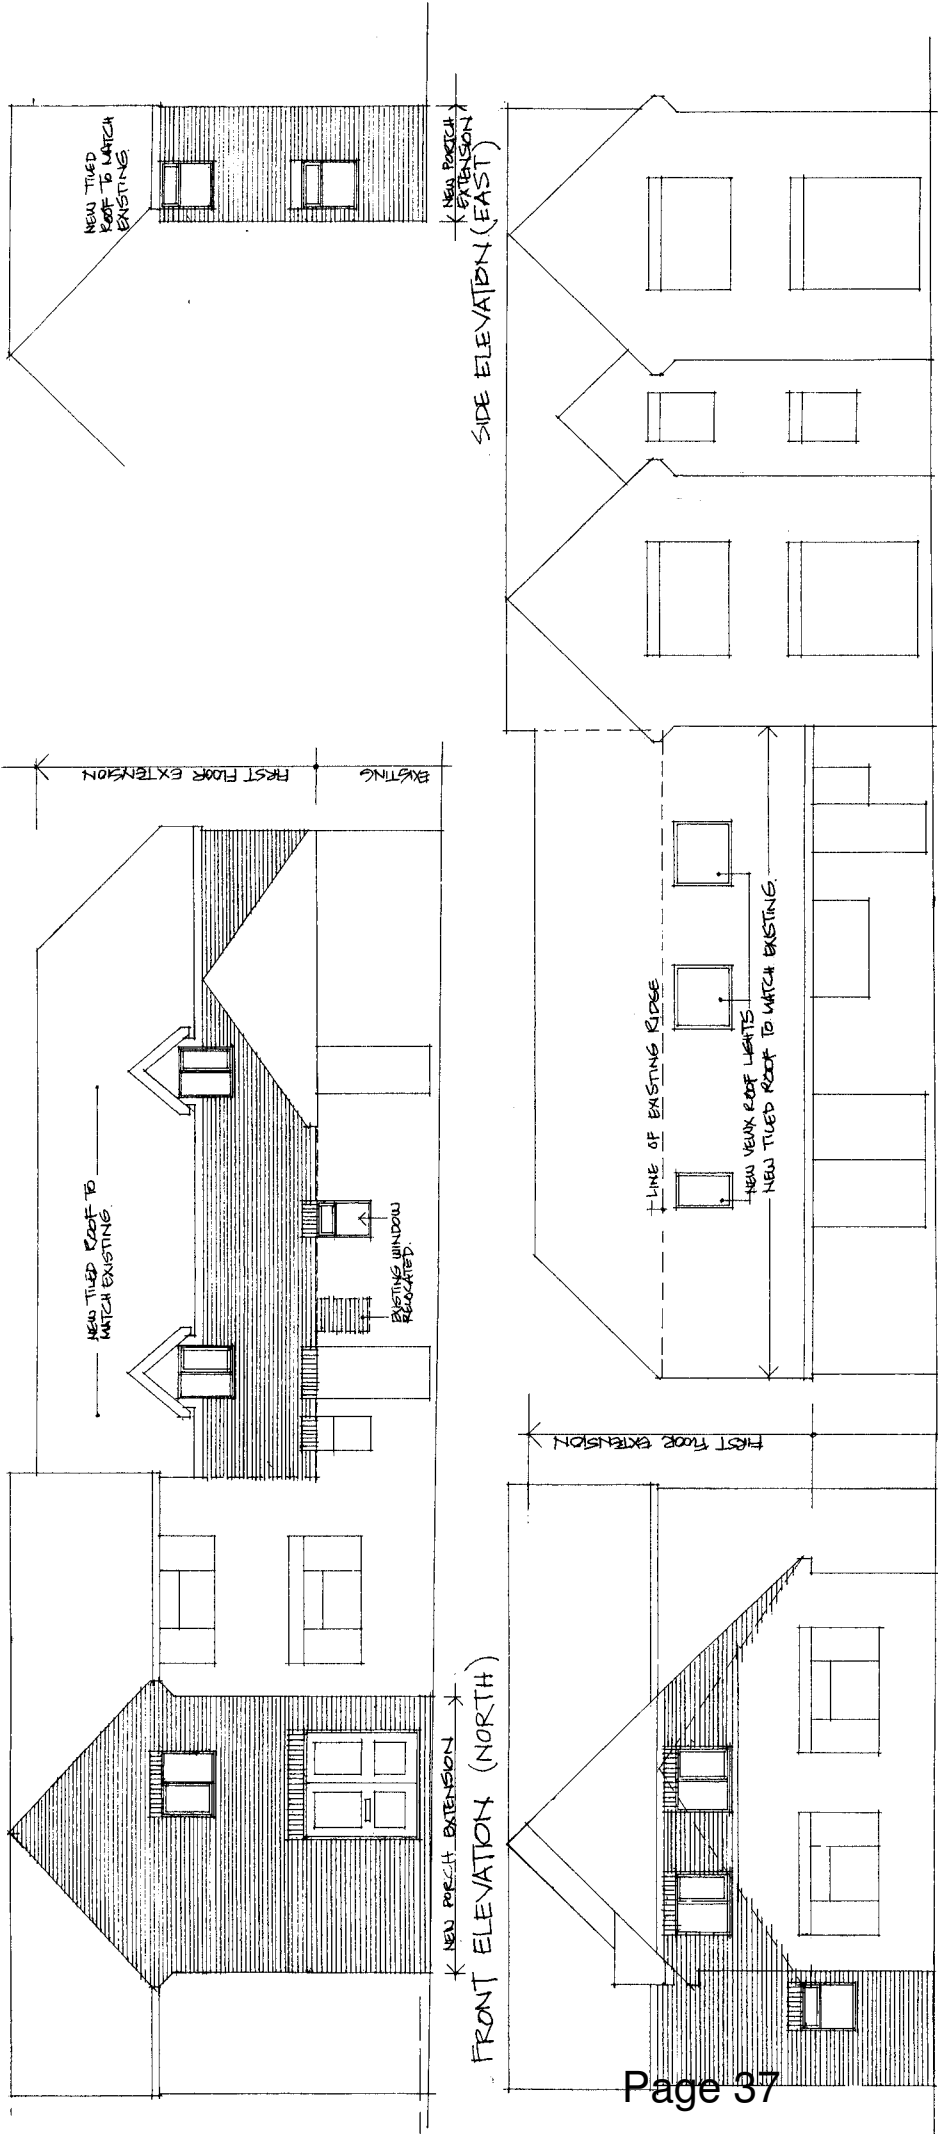 NEW TILED
ROOF TO MATCH
EXISTING.
NEW PORTCH
EXTENSION
SIDE ELEVATION (EAST)
FIRST FLOOR EXTENSION
EXISTING
NEW TILED ROOF TO
MATCH EXISTING.
EXISTING WINDOW
RELOCATED.
NEW PORCH EXTENSION
FRONT ELEVATION (NORTH)
LINE OF EXISTING RIDGE
NEW VELUX ROOF LIGHTS.
NEW TILED ROOF TO MATCH EXISTING.
FIRST FLOOR EXTENSION
Page 37